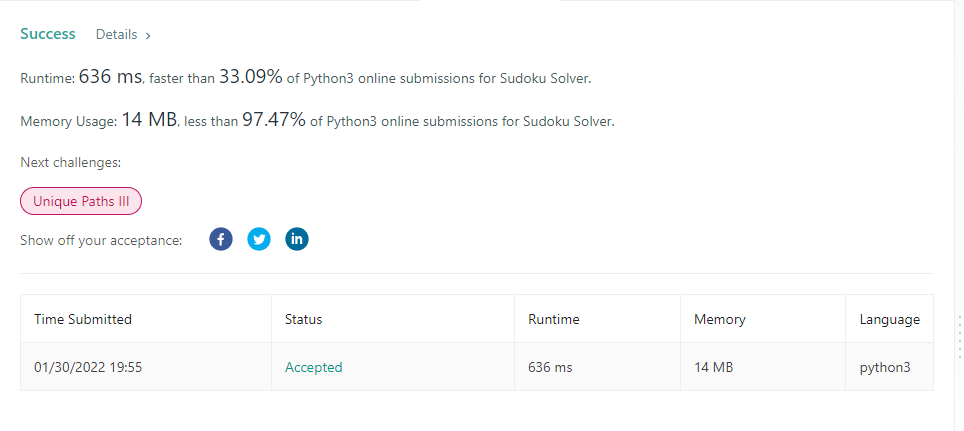 Success Details ›
Runtime: 636 ms, faster than 33.09% of Python3 online submissions for Sudoku Solver.
Memory Usage: 14 MB, less than 97.47% of Python3 online submissions for Sudoku Solver.
Next challenges:
Unique Paths III
Show off your acceptance: f in
Time Submitted Status Runtime Memory Language
01/30/2022 19:55 Accepted 636 ms 14 MB python3